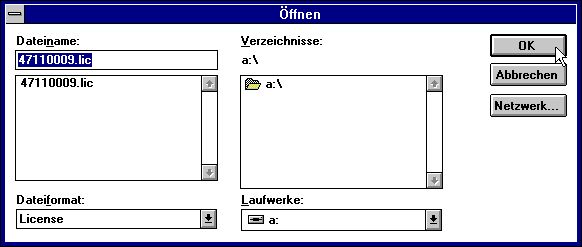 Öffnen
Dateiname:
47110009.lic
47110009.lic
Dateiformat:
License
Verzeichnisse:
a:\
a:\
Laufwerke:
a:
OK
Abbrechen
Netzwerk...